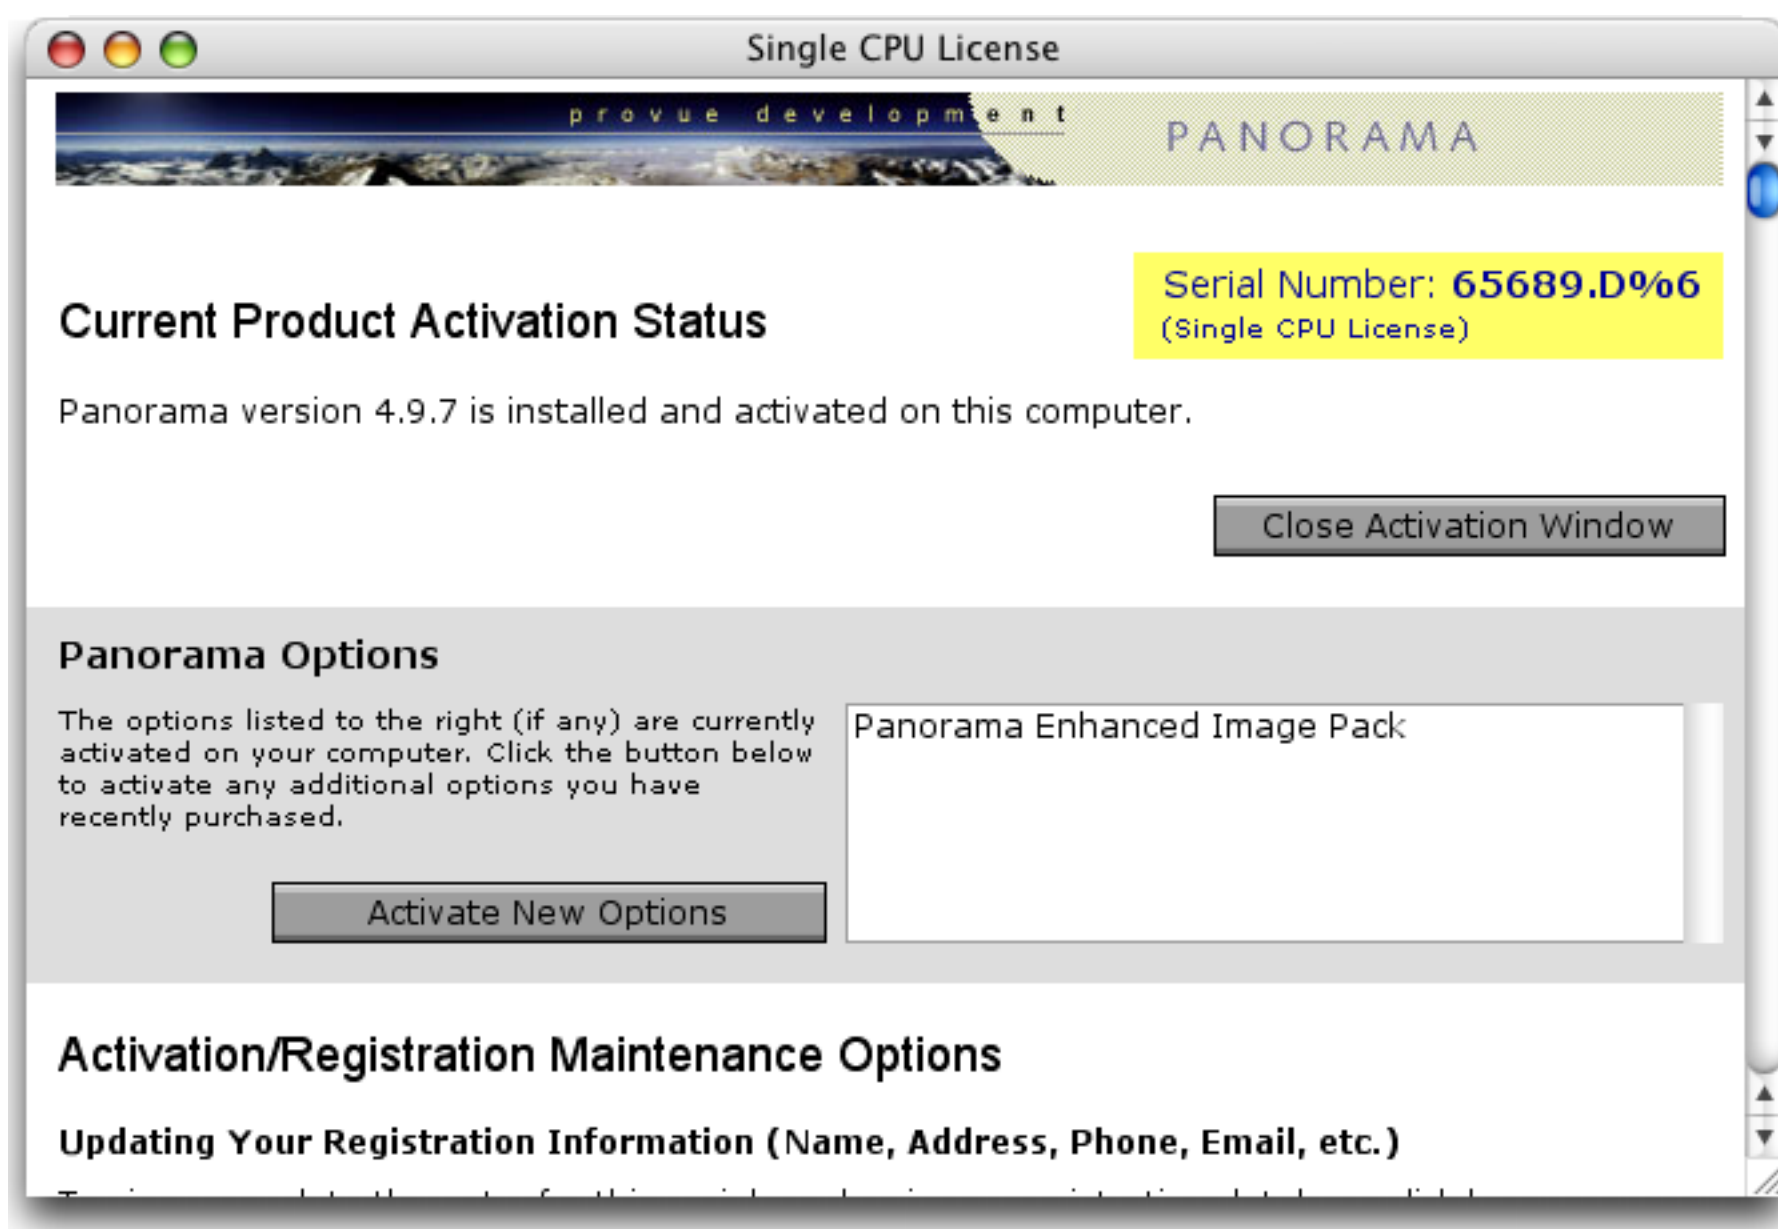 Single CPU License
provue development
PANORAMA
Serial Number: 65689.D%6
(Single CPU License)
Current Product Activation Status
Panorama version 4.9.7 is installed and activated on this computer.
Close Activation Window
Panorama Options
The options listed to the right (if any) are currently
activated on your computer. Click the button below
to activate any additional options you have
recently purchased.
Panorama Enhanced Image Pack
Activate New Options
Activation/Registration Maintenance Options
Updating Your Registration Information (Name, Address, Phone, Email, etc.)